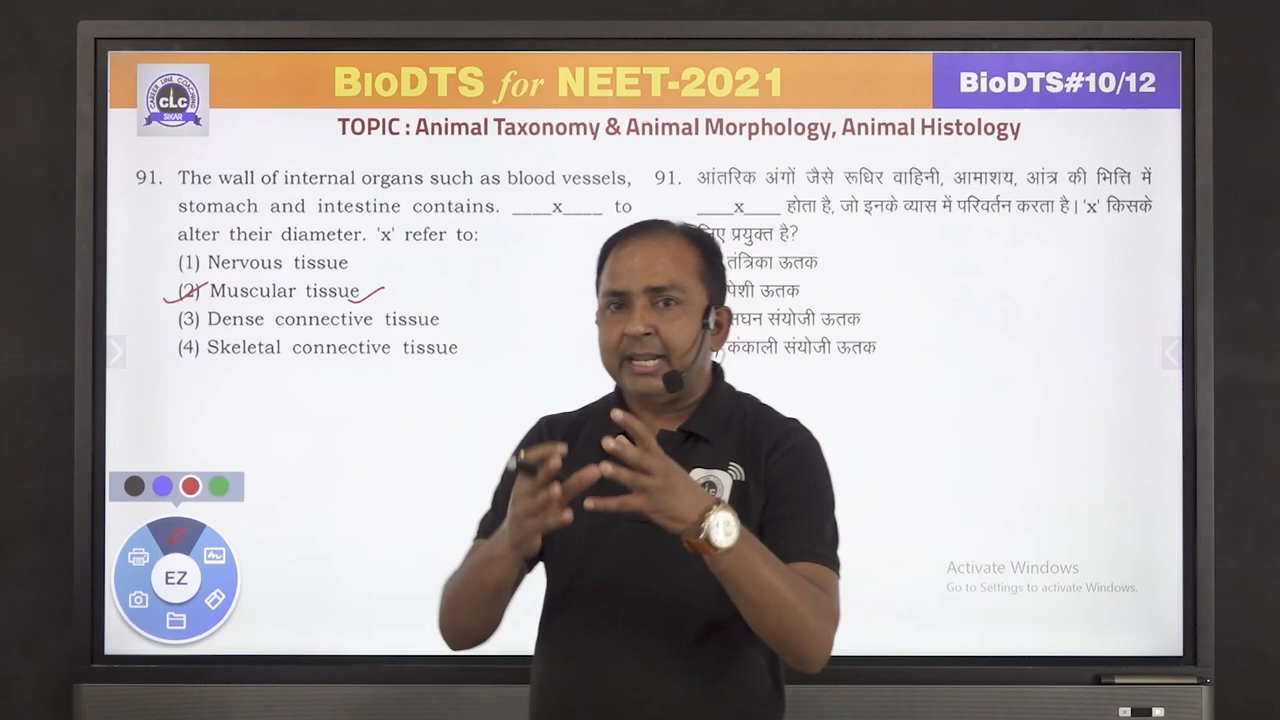 BIODTS for NEET-2021
BioDTS#10/12
CAREER LINE COACHING
CLC
SIKAR
TOPIC : Animal Taxonomy & Animal Morphology, Animal Histology
91. The wall of internal organs such as blood vessels,
stomach and intestine contains. ____x____ to
alter their diameter. 'x' refer to:
(1) Nervous tissue
(2) Muscular tissue
(3) Dense connective tissue
(4) Skeletal connective tissue
91. आंतरिक अंगों जैसे रूधिर वाहिनी, आमाशय, आंत्र की भित्ति में
____x____ होता है, जो इनके व्यास में परिवर्तन करता है। 'x' किसके
प्रयुक्त है?
तंत्रिका ऊतक
पेशी ऊतक
सघन संयोजी ऊतक
कंकाली संयोजी ऊतक
EZ
CLC
Activate Windows
Go to Settings to activate Windows.